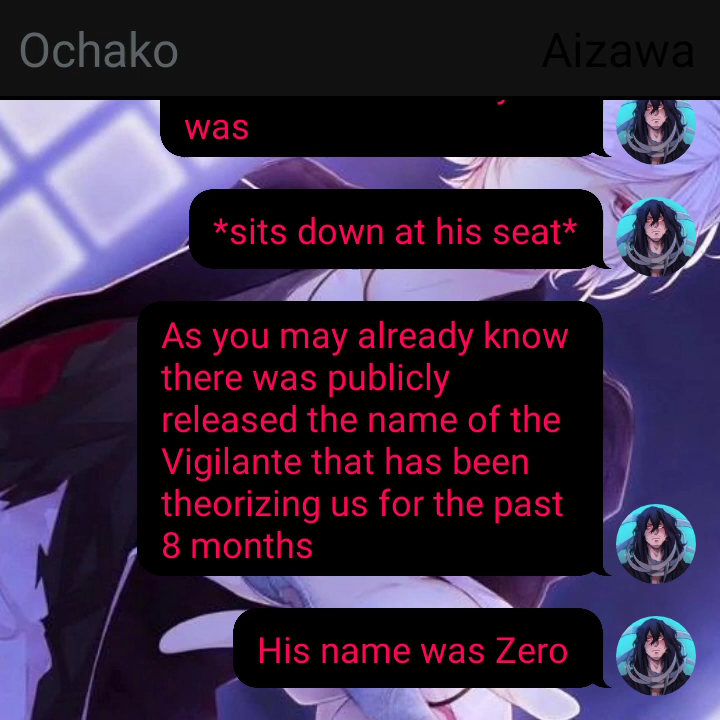 Ochako
Aizawa
was
*sits down at his seat*
As you may already know
there was publicly
released the name of the
Vigilante that has been
theorizing us for the past
8 months
His name was Zero